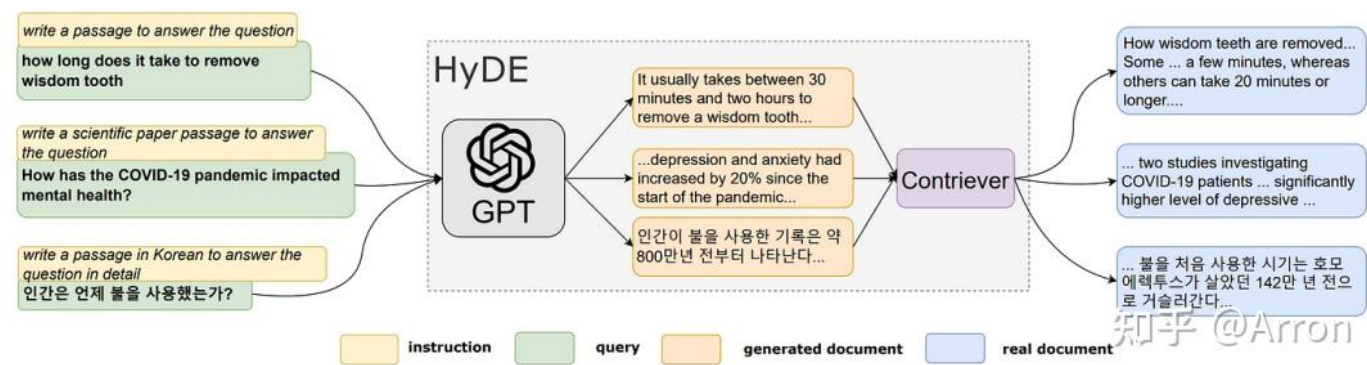 write a passage to answer the question
how long does it take to remove
wisdom tooth
write a scientific paper passage to answer
the question
How has the COVID-19 pandemic impacted
mental health?
write a passage in Korean to answer the
question in detail
인간은 언제 불을 사용했는가?
HyDE
GPT
It usually takes between 30
minutes and two hours to
remove a wisdom tooth...
...depression and anxiety had
increased by 20% since the
start of the pandemic...
인간이 불을 사용한 기록은 약
800만년 전부터 나타난다...
Contriever
How wisdom teeth are removed...
Some ... a few minutes, whereas
others can take 20 minutes or
longer....
... two studies investigating
COVID-19 patients ... significantly
higher level of depressive ...
... 불을 처음 사용한 시기는 호모
에렉투스가 살았던 142만 년 전으
로 거슬러간다...
instruction
query
generated document
real document
知乎 @Arron